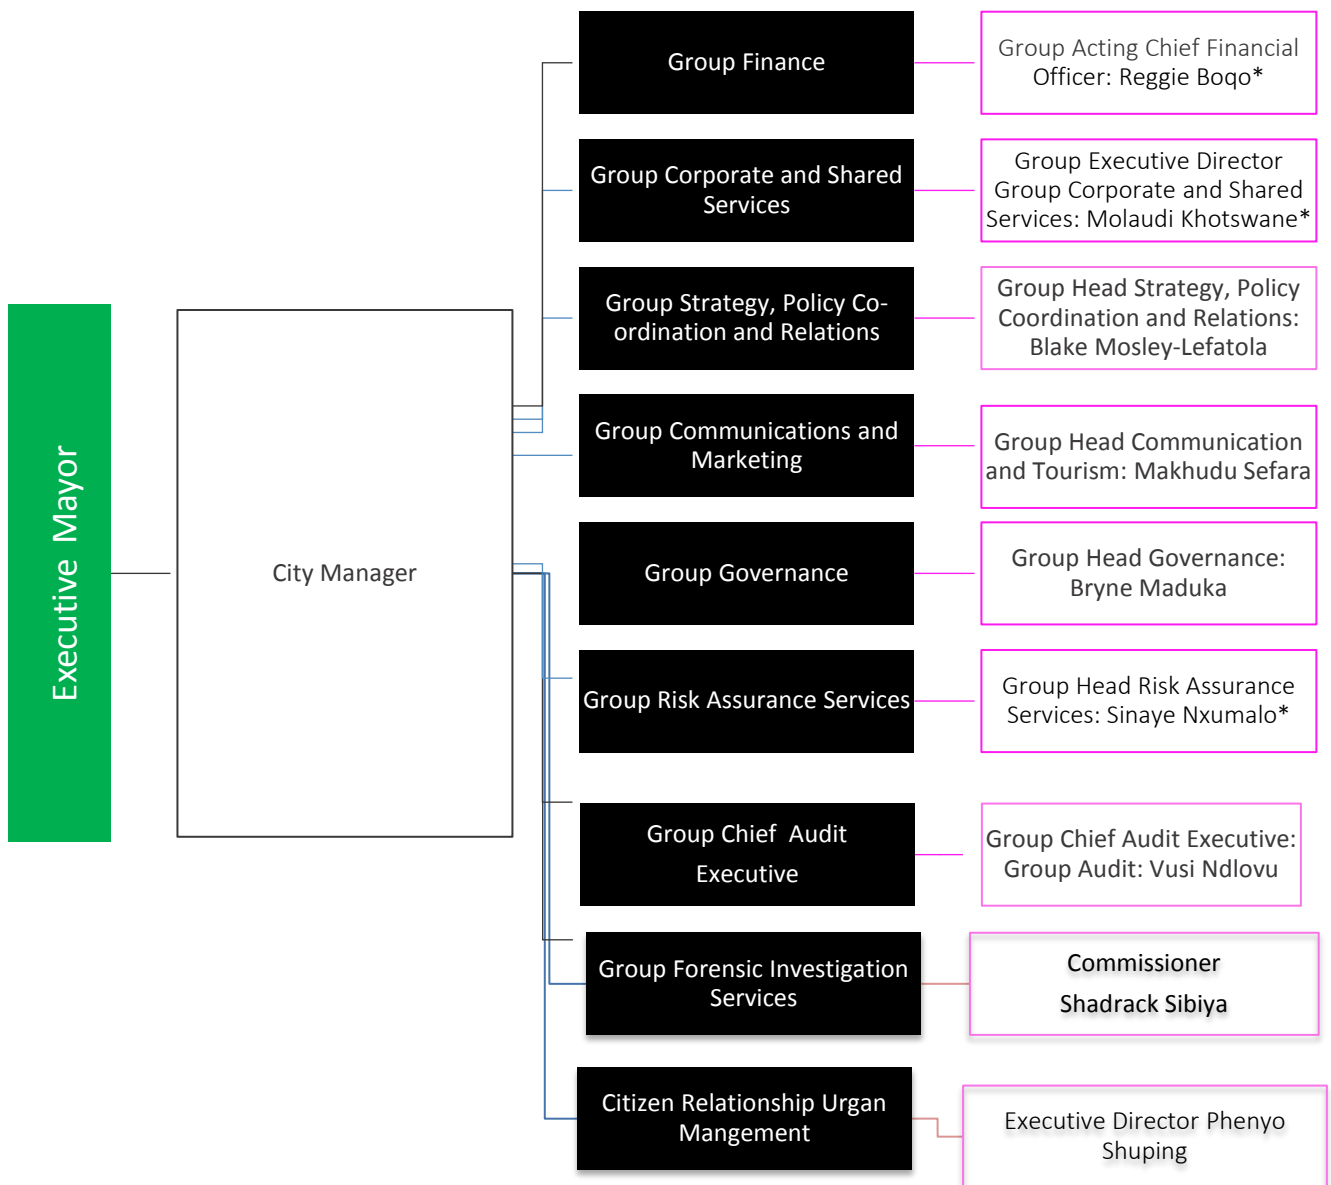 Executive Mayor
City Manager
Group Finance
Group Acting Chief Financial
Officer: Reggie Boqo*
Group Corporate and Shared
Services
Group Executive Director
Group Corporate and Shared
Services: Molaudi Khotswane*
Group Strategy, Policy Co-
ordination and Relations
Group Head Strategy, Policy
Coordination and Relations:
Blake Mosley-Lefatola
Group Communications and
Marketing
Group Head Communication
and Tourism: Makhudu Sefara
Group Governance
Group Head Governance:
Bryne Maduka
Group Risk Assurance Services
Group Head Risk Assurance
Services: Sinaye Nxumalo*
Group Chief Audit
Executive
Group Chief Audit Executive:
Group Audit: Vusi Ndlovu
Group Forensic Investigation
Services
Commissioner
Shadrack Sibiya
Citizen Relationship Urgan
Mangement
Executive Director Phenyo
Shuping